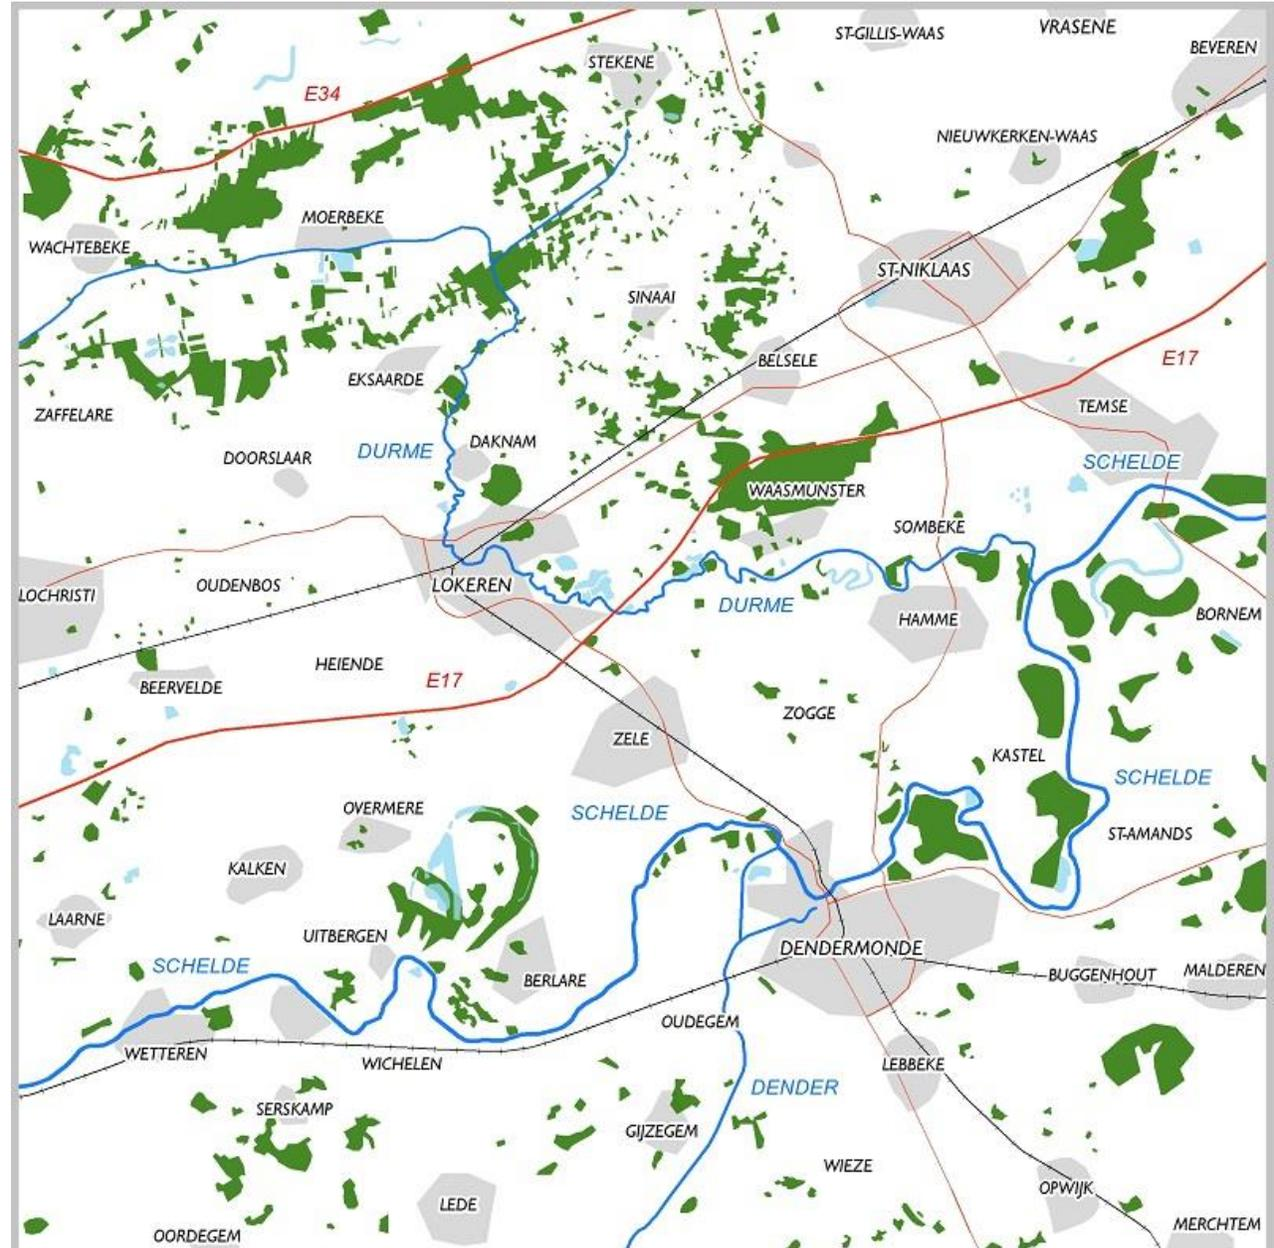 ST-GILLIS-WAAS
VRASENE
BEVEREN
STEKENE
E34
NIEUWKERKEN-WAAS
MOERBEKE
WACHTEBEKE
ST-NIKLAAS
SINAAI
BELSELE
E17
EKSAARDE
ZAFFELARE
TEMSE
DAKNAM
DURME
DOORSLAAR
SCHELDE
WAASMUNSTER
SOMBEKE
LOKEREN
OUDENBOS
LOCHRISTI
DURME
BORNEM
HAMME
HEIENDE
BEERVELDE
E17
ZOGGE
ZELE
KASTEL
SCHELDE
OVERMERE
SCHELDE
ST-AMANDS
KALKEN
LAARNE
UITBERGEN
DENDERMONDE
SCHELDE
BERLARE
BUGGENHOUT
MALDEREN
OUDEGEM
WETTEREN
WICHELEN
LEBBEKE
DENDER
SERSKAMP
GIJZEGEM
WIEZE
OPWIJK
LEDE
MERCHTEM
OORDEGEM